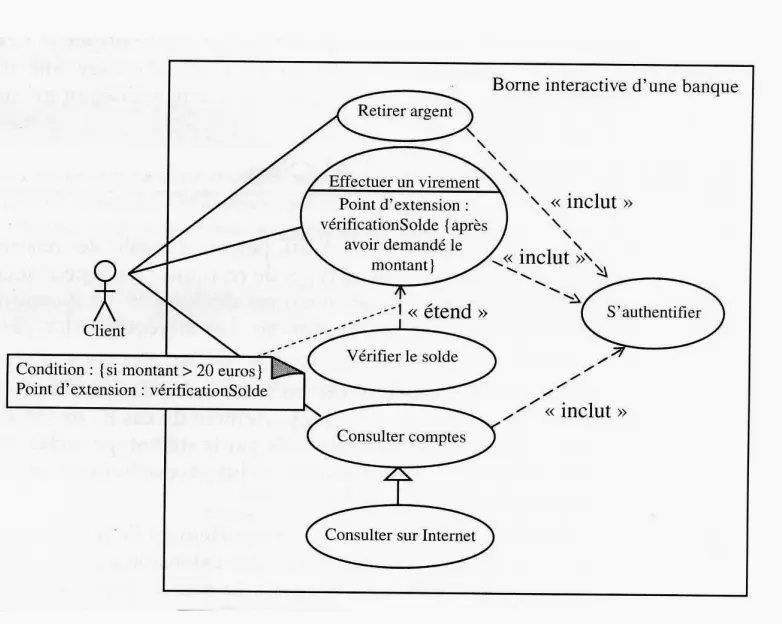 Borne interactive d'une banque
Retirer argent
Effectuer un virement
Point d'extension :
vérificationSolde {après
avoir demandé le
montant}
« inclut »
« inclut »
S'authentifier
Client
« étend »
Vérifier le solde
Condition : {si montant > 20 euros}
Point d'extension : vérificationSolde
Consulter comptes
« inclut »
Consulter sur Internet